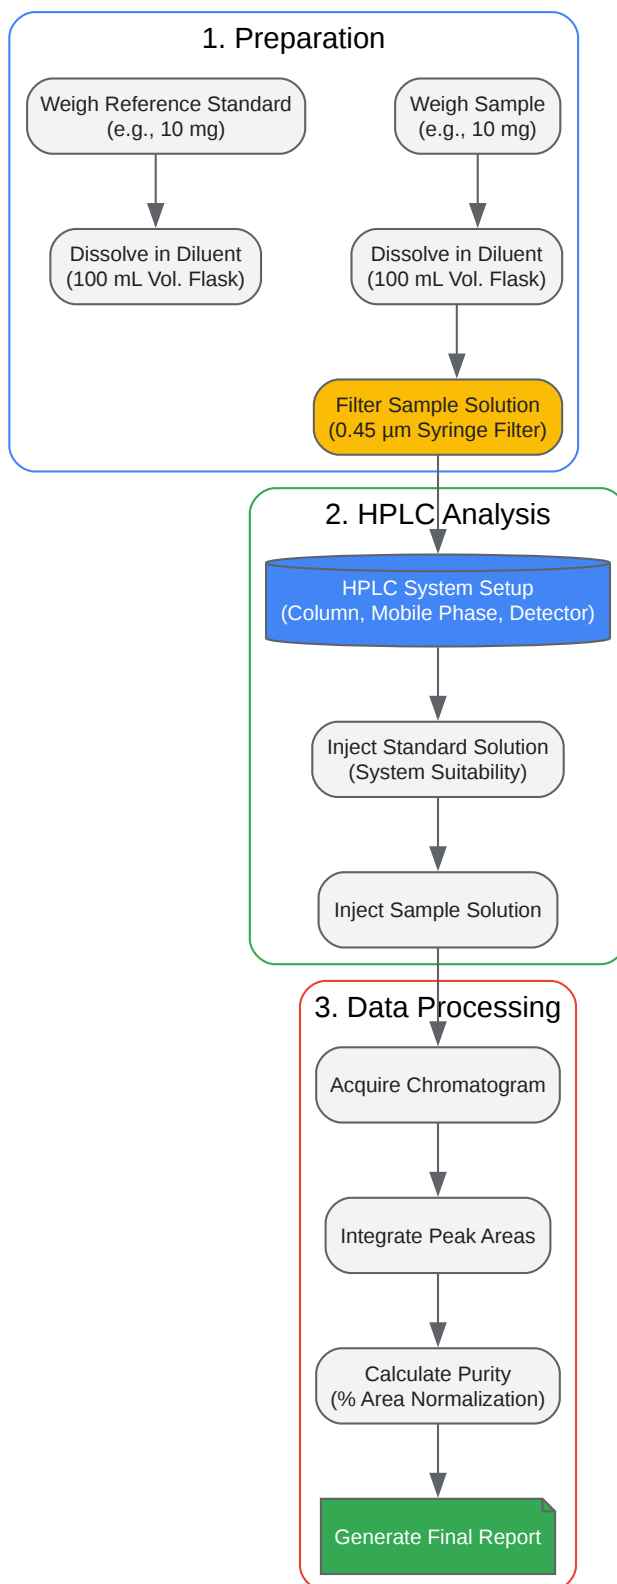 1. Preparation
Weigh Reference Standard
(e.g., 10 mg)
Weigh Sample
(e.g., 10 mg)
Dissolve in Diluent
(100 mL Vol. Flask)
Dissolve in Diluent
(100 mL Vol. Flask)
Filter Sample Solution
(0.45 µm Syringe Filter)
2. HPLC Analysis
HPLC System Setup
(Column, Mobile Phase, Detector)
Inject Standard Solution
(System Suitability)
Inject Sample Solution
3. Data Processing
Acquire Chromatogram
Integrate Peak Areas
Calculate Purity
(% Area Normalization)
Generate Final Report